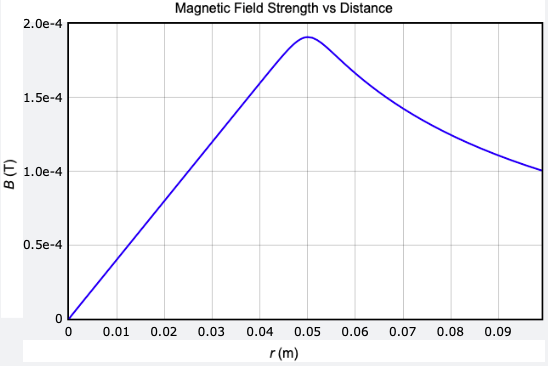 Magnetic Field Strength vs Distance
2.0e-4
1.5e-4
1.0e-4
0.5e-4
0
B (T)
0 0.01 0.02 0.03 0.04 0.05 0.06 0.07 0.08 0.09
r (m)